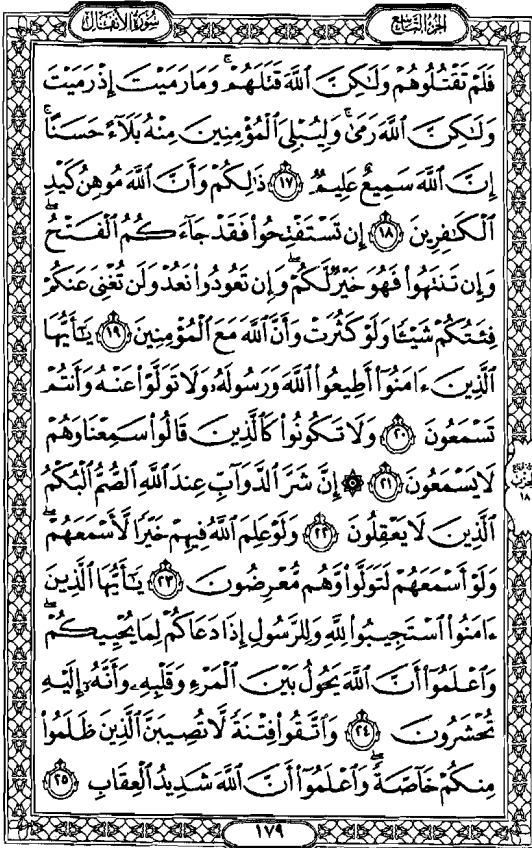 الجزء التاسع
سورة الأنفال
فَلَمْ تَقْتُلُوهُمْ وَلَٰكِنَّ ٱللَّهَ قَتَلَهُمْ ۚ وَمَا رَمَيْتَ إِذْ رَمَيْتَ
وَلَٰكِنَّ ٱللَّهَ رَمَىٰ ۚ وَلِيُبْلِيَ ٱلْمُؤْمِنِينَ مِنْهُ بَلَآءً حَسَنًا ۚ
إِنَّ ٱللَّهَ سَمِيعٌ عَلِيمٌ ١٧ ذَٰلِكُمْ وَأَنَّ ٱللَّهَ مُوهِنُ كَيْدِ
ٱلْكَٰفِرِينَ ١٨ إِن تَسْتَفْتِحُوا۟ فَقَدْ جَآءَكُمُ ٱلْفَتْحُ ۖ
وَإِن تَنتَهُوا۟ فَهُوَ خَيْرٌ لَّكُمْ ۖ وَإِن تَعُودُوا۟ نَعُدْ وَلَن تُغْنِيَ عَنكُمْ
فِئَتُكُمْ شَيْـًٔا وَلَوْ كَثُرَتْ وَأَنَّ ٱللَّهَ مَعَ ٱلْمُؤْمِنِينَ ١٩ يَٰٓأَيُّهَا
ٱلَّذِينَ ءَامَنُوٓا۟ أَطِيعُوا۟ ٱللَّهَ وَرَسُولَهُۥ وَلَا تَوَلَّوْا۟ عَنْهُ وَأَنتُمْ
تَسْمَعُونَ ٢٠ وَلَا تَكُونُوا۟ كَٱلَّذِينَ قَالُوا۟ سَمِعْنَا وَهُمْ
لَا يَسْمَعُونَ ٢١ ۞ إِنَّ شَرَّ ٱلدَّوَآبِّ عِندَ ٱللَّهِ ٱلصُّمُّ ٱلْبُكْمُ
ٱلَّذِينَ لَا يَعْقِلُونَ ٢٢ وَلَوْ عَلِمَ ٱللَّهُ فِيهِمْ خَيْرًا لَّأَسْمَعَهُمْ ۖ
وَلَوْ أَسْمَعَهُمْ لَتَوَلَّوا۟ وَّهُم مُّعْرِضُونَ ٢٣ يَٰٓأَيُّهَا ٱلَّذِينَ
ءَامَنُوا۟ ٱسْتَجِيبُوا۟ لِلَّهِ وَلِلرَّسُولِ إِذَا دَعَاكُمْ لِمَا يُحْيِيكُمْ ۖ
وَٱعْلَمُوٓا۟ أَنَّ ٱللَّهَ يَحُولُ بَيْنَ ٱلْمَرْءِ وَقَلْبِهِۦ وَأَنَّهُۥٓ إِلَيْهِ
تُحْشَرُونَ ٢٤ وَٱتَّقُوا۟ فِتْنَةً لَّا تُصِيبَنَّ ٱلَّذِينَ ظَلَمُوا۟
مِنكُمْ خَآصَّةً ۖ وَٱعْلَمُوٓا۟ أَنَّ ٱللَّهَ شَدِيدُ ٱلْعِقَابِ ٢٥
١٨
١٧٩